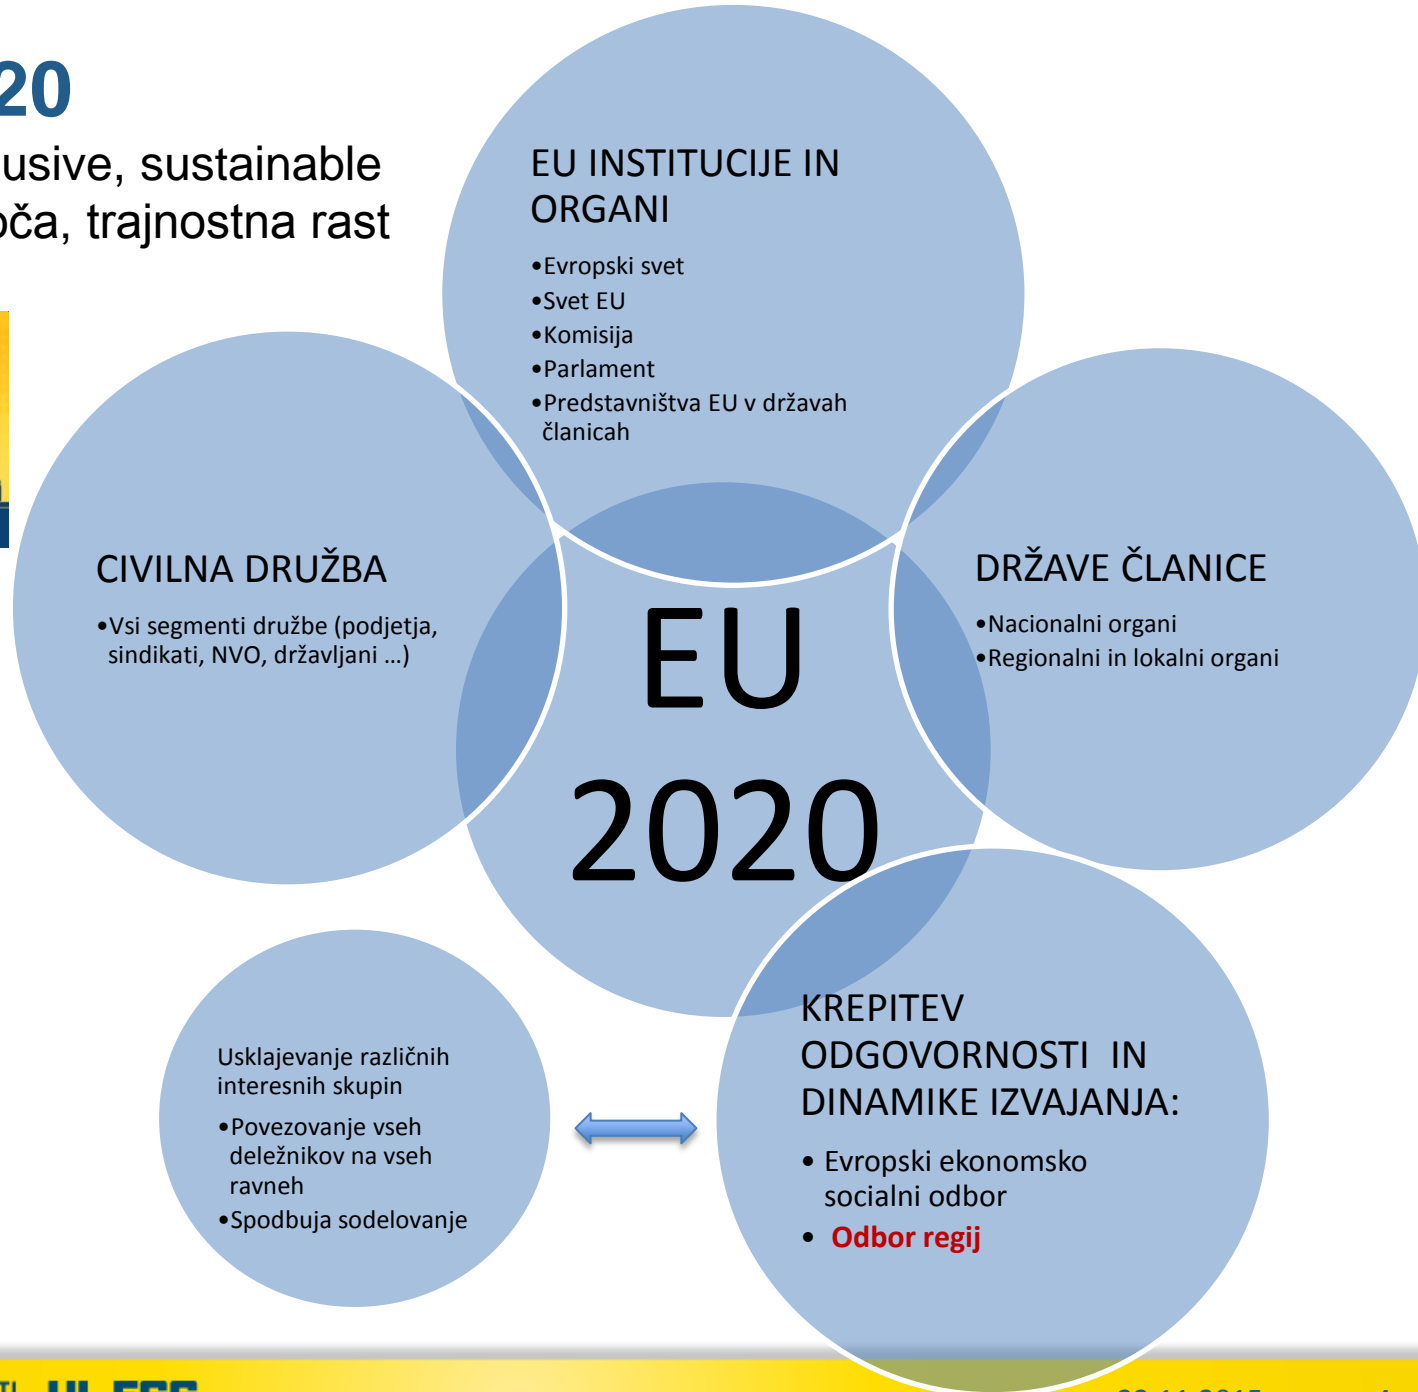 20
lusive, sustainable
oča, trajnostna rast
EU INSTITUCIJE IN
ORGANI
•Evropski svet
•Svet EU
•Komisija
•Parlament
•Predstavništva EU v državah
članicah
CIVILNA DRUŽBA
•Vsi segmenti družbe (podjetja,
sindikati, NVO, državljani …)
EU
2020
DRŽAVE ČLANICE
•Nacionalni organi
•Regionalni in lokalni organi
Usklajevanje različnih
interesnih skupin
•Povezovanje vseh
deležnikov na vseh
ravneh
•Spodbuja sodelovanje
KREPITEV
ODGOVORNOSTI IN
DINAMIKE IZVAJANJA:
• Evropski ekonomsko
socialni odbor
• Odbor regij